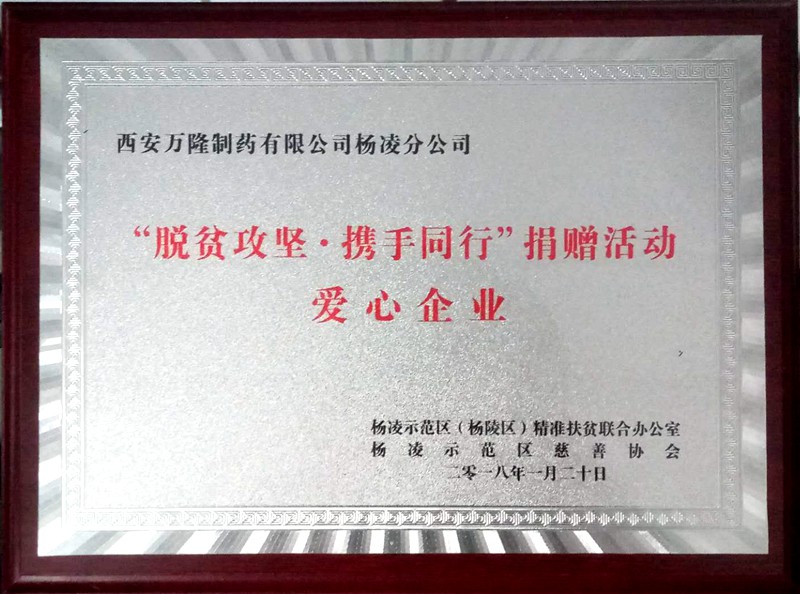 西安万隆制药有限公司杨凌分公司
“脱贫攻坚·携手同行”捐赠活动
爱心企业
杨凌示范区（杨陵区）精准扶贫联合办公室
杨凌示范区慈善协会
二零一八年一月二十日